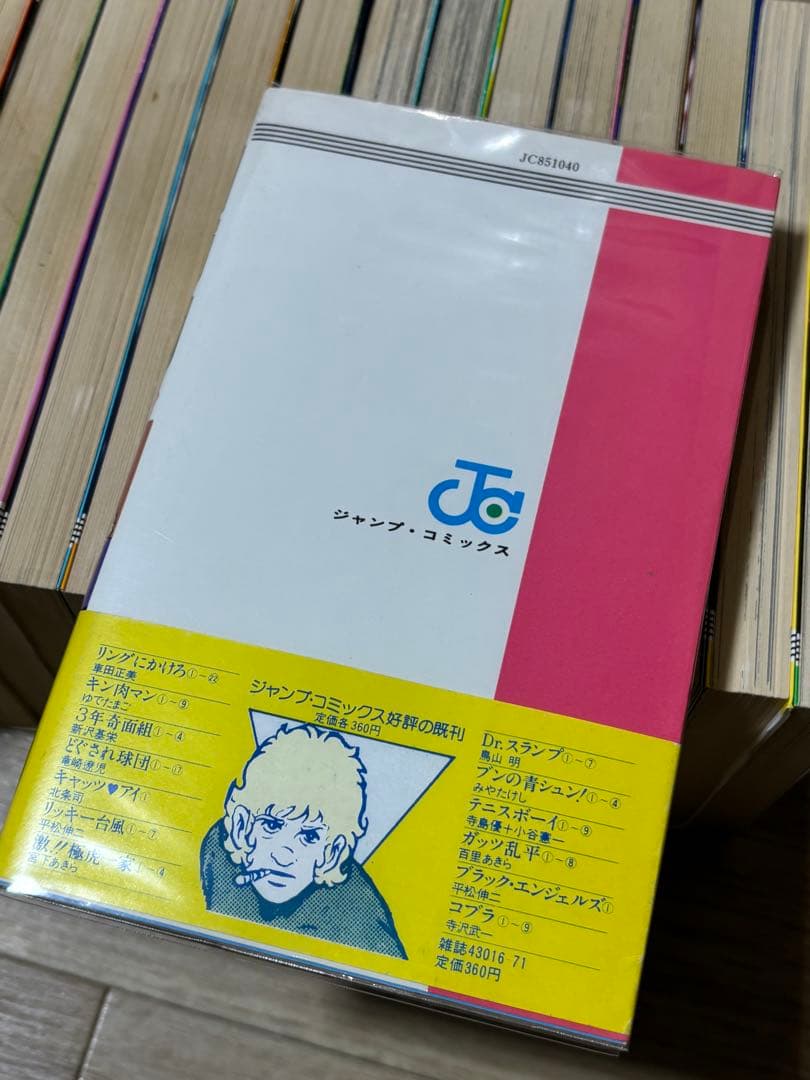 JC851040
JC
ジャンプ・コミックス
ジャンプ・コミックス好評の既刊
定価各360円
リングにかけろ①〜㉒
車田正美
キン肉マン①〜⑨
ゆでたまご
3年奇面組①〜④
新沢基栄
どぐされ球団①〜⑰
竜崎遼児
キャッツ♥アイ①
北条司
リッキー台風①〜⑦
平松伸二
激!!極虎一家①〜④
宮下あきら
Dr.スランプ①〜⑦
鳥山 明
ブンの青シュン!①〜④
みやたけし
テニスボーイ①〜⑨
寺島優+小谷憲一
ガッツ乱平①〜⑧
百里あきら
ブラック・エンジェルズ①
平松伸二
コブラ①〜⑨
寺沢武一
雑誌43016-71
定価360円